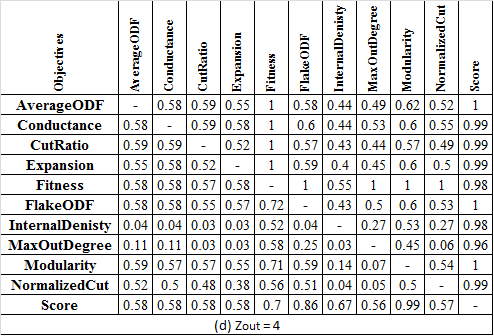 Objectives AverageODF Conductance CutRatio Expansion Fitness FlakeODF InternalDenisty MaxOutDegree Modularity NormalizedCut Score
AverageODF - 0.58 0.59 0.55 1 0.58 0.44 0.49 0.62 0.52 1
Conductance 0.58 - 0.59 0.58 1 0.6 0.44 0.53 0.6 0.55 0.99
CutRatio 0.59 0.59 - 0.52 1 0.57 0.43 0.44 0.57 0.49 0.99
Expansion 0.55 0.58 0.52 - 1 0.59 0.4 0.45 0.6 0.5 0.99
Fitness 0.58 0.58 0.57 0.58 - 1 0.55 1 1 1 0.98
FlakeODF 0.58 0.58 0.55 0.57 0.72 - 0.43 0.5 0.6 0.53 1
InternalDenisty 0.04 0.04 0.03 0.03 0.52 0.04 - 0.27 0.53 0.27 0.98
MaxOutDegree 0.11 0.11 0.03 0.03 0.58 0.25 0.03 - 0.45 0.06 0.96
Modularity 0.59 0.57 0.57 0.55 0.71 0.59 0.14 0.07 - 0.54 1
NormalizedCut 0.52 0.5 0.48 0.38 0.56 0.51 0.04 0.05 0.5 - 0.99
Score 0.58 0.58 0.58 0.58 0.7 0.86 0.67 0.56 0.99 0.57 -
(d) Zout = 4